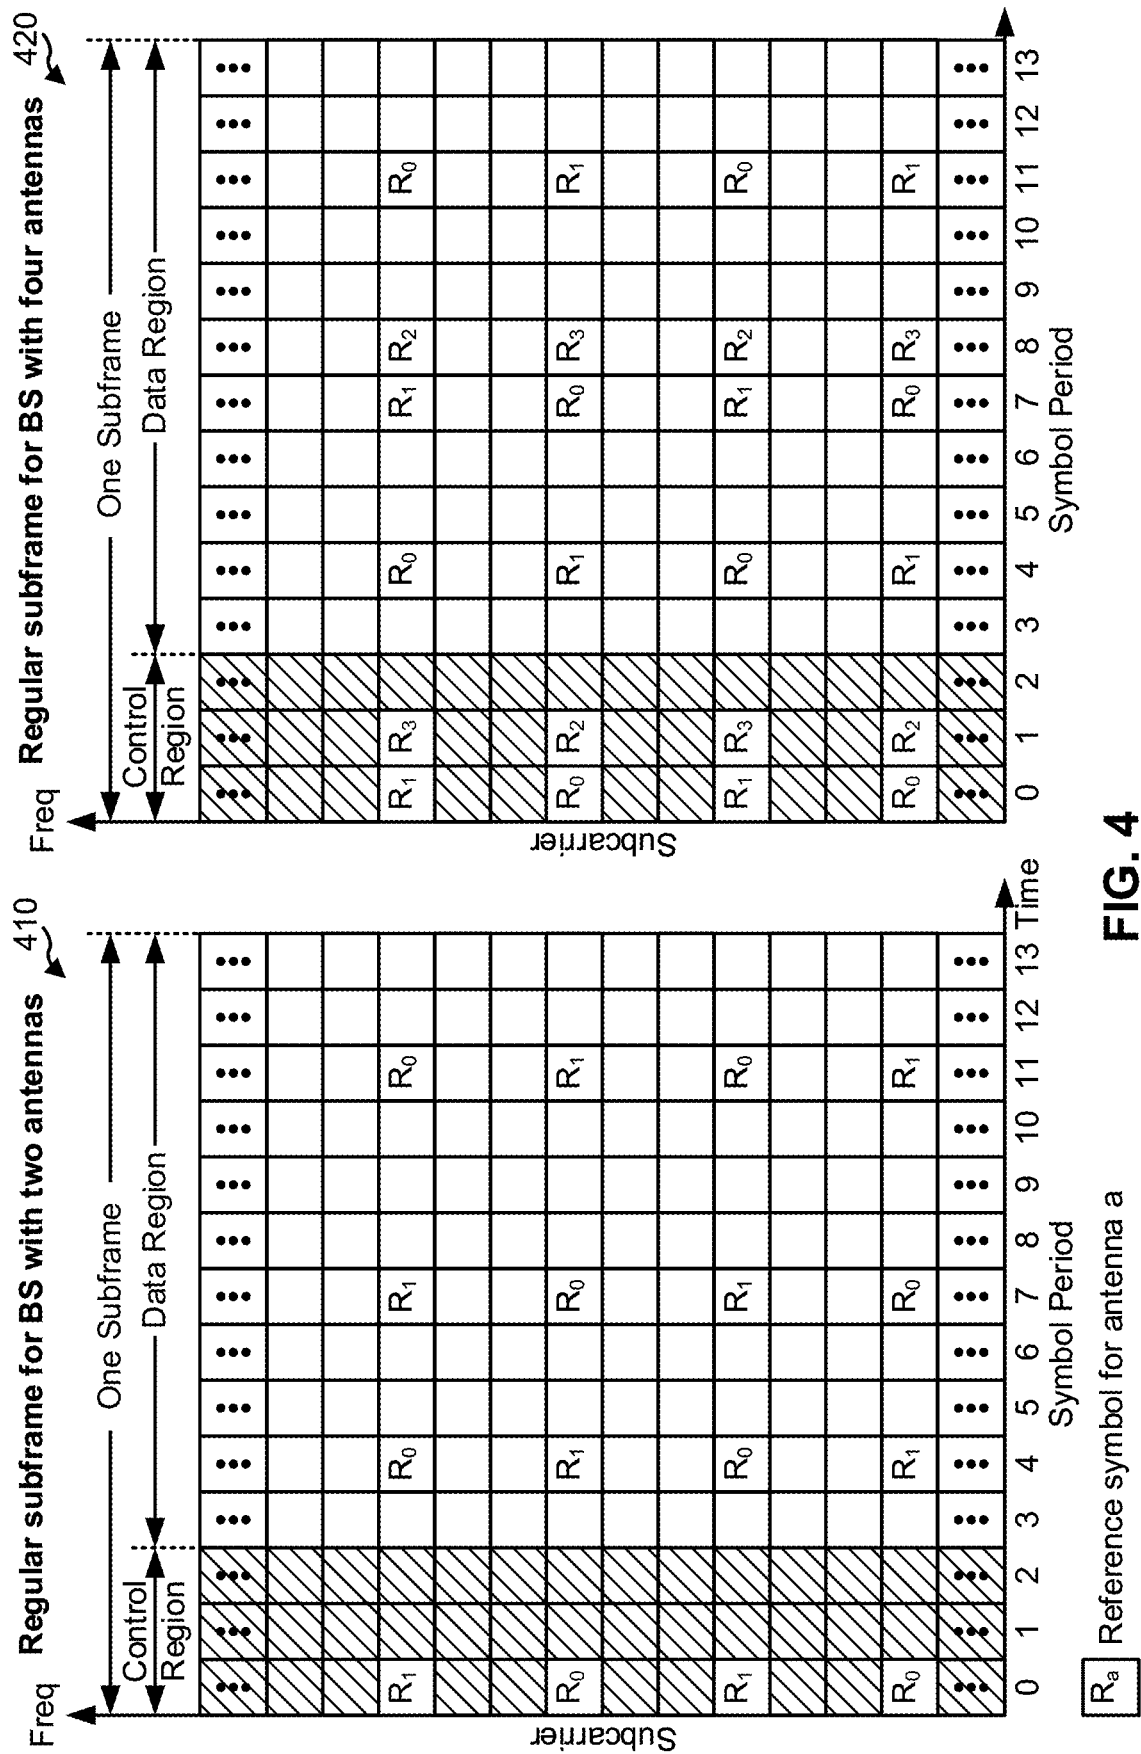 Regular subframe for BS with two antennas 410
One Subframe
Control Region
Data Region
Freq
Subcarrier
••• ••• ••• ••• ••• ••• ••• ••• ••• ••• ••• ••• ••• •••
R1 R0 R1 R0
R0 R1 R0 R1
R1 R0 R1 R0
R0 R1 R0 R1
••• ••• ••• ••• ••• ••• ••• ••• ••• ••• ••• ••• ••• •••
0 1 2 3 4 5 6 7 8 9 10 11 12 13
Time
Symbol Period
Regular subframe for BS with four antennas 420
One Subframe
Control Region
Data Region
Freq
Subcarrier
••• ••• ••• ••• ••• ••• ••• ••• ••• ••• ••• ••• ••• •••
R1 R3 R0 R1 R2 R0
R0 R2 R1 R0 R3 R1
R1 R3 R0 R1 R2 R0
R0 R2 R1 R0 R3 R1
••• ••• ••• ••• ••• ••• ••• ••• ••• ••• ••• ••• ••• •••
0 1 2 3 4 5 6 7 8 9 10 11 12 13
Symbol Period
Ra Reference symbol for antenna a
FIG. 4